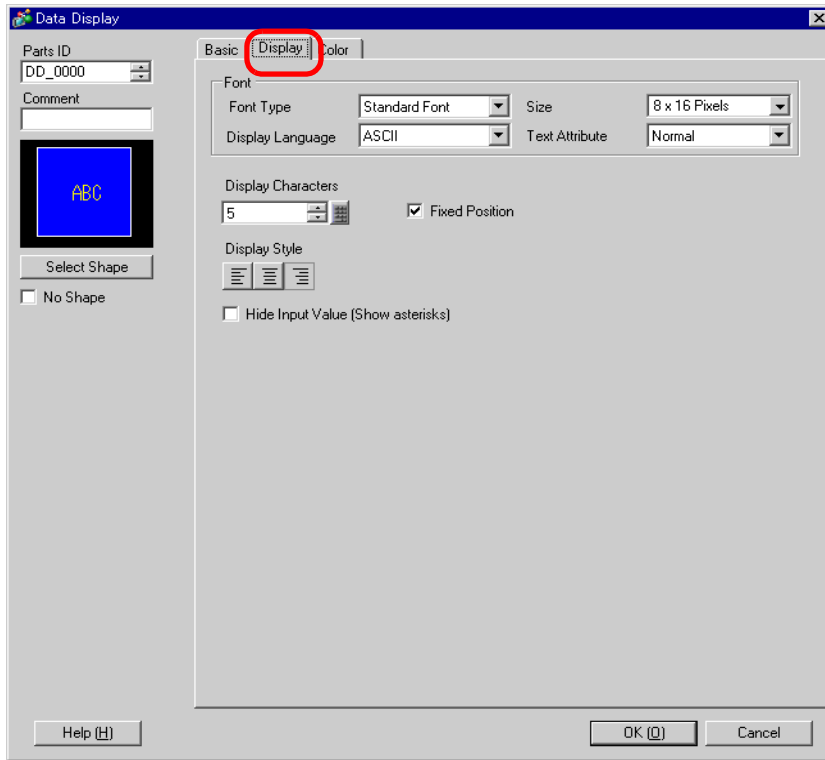 Data Display
Parts ID
DD_0000
Comment
ABC
Select Shape
No Shape
Basic Display Color
Font
Font Type Standard Font Size 8 x 16 Pixels
Display Language ASCII Text Attribute Normal
Display Characters
5 Fixed Position
Display Style
Hide Input Value (Show asterisks)
Help (H) OK (O) Cancel